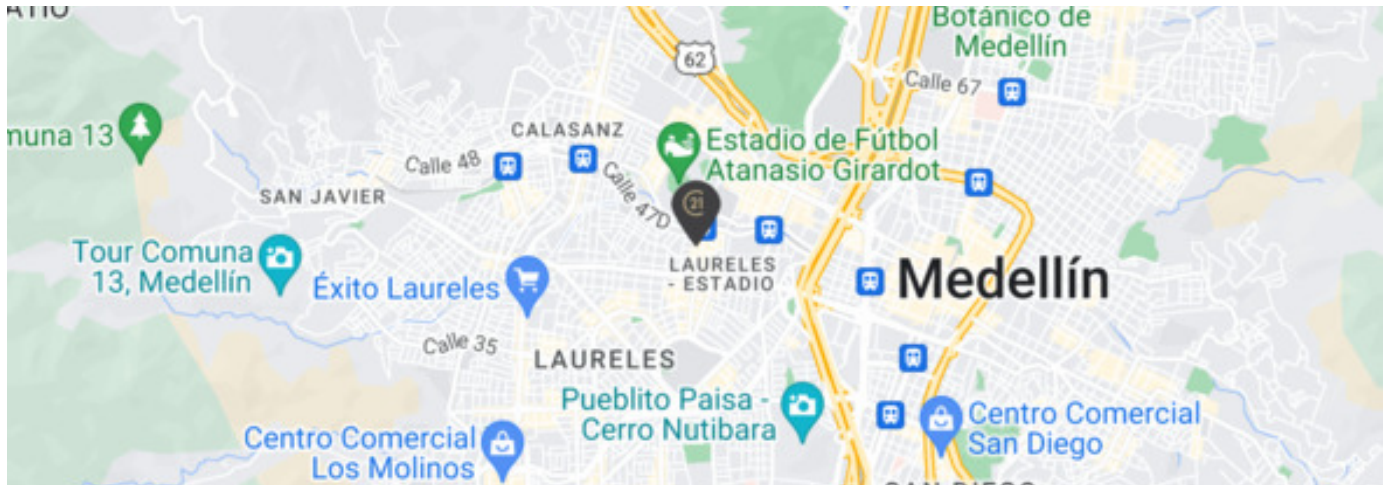 Botánico de
Medellín
62
Calle 67
muna 13
CALASANZ
Estadio de Fútbol
Atanasio Girardot
Calle 48
Calle 47D
SAN JAVIER
21
Tour Comuna
13, Medellín
LAURELES
- ESTADIO
Éxito Laureles
Medellín
Calle 35
LAURELES
Pueblito Paisa -
Cerro Nutibara
Centro Comercial
San Diego
Centro Comercial
Los Molinos